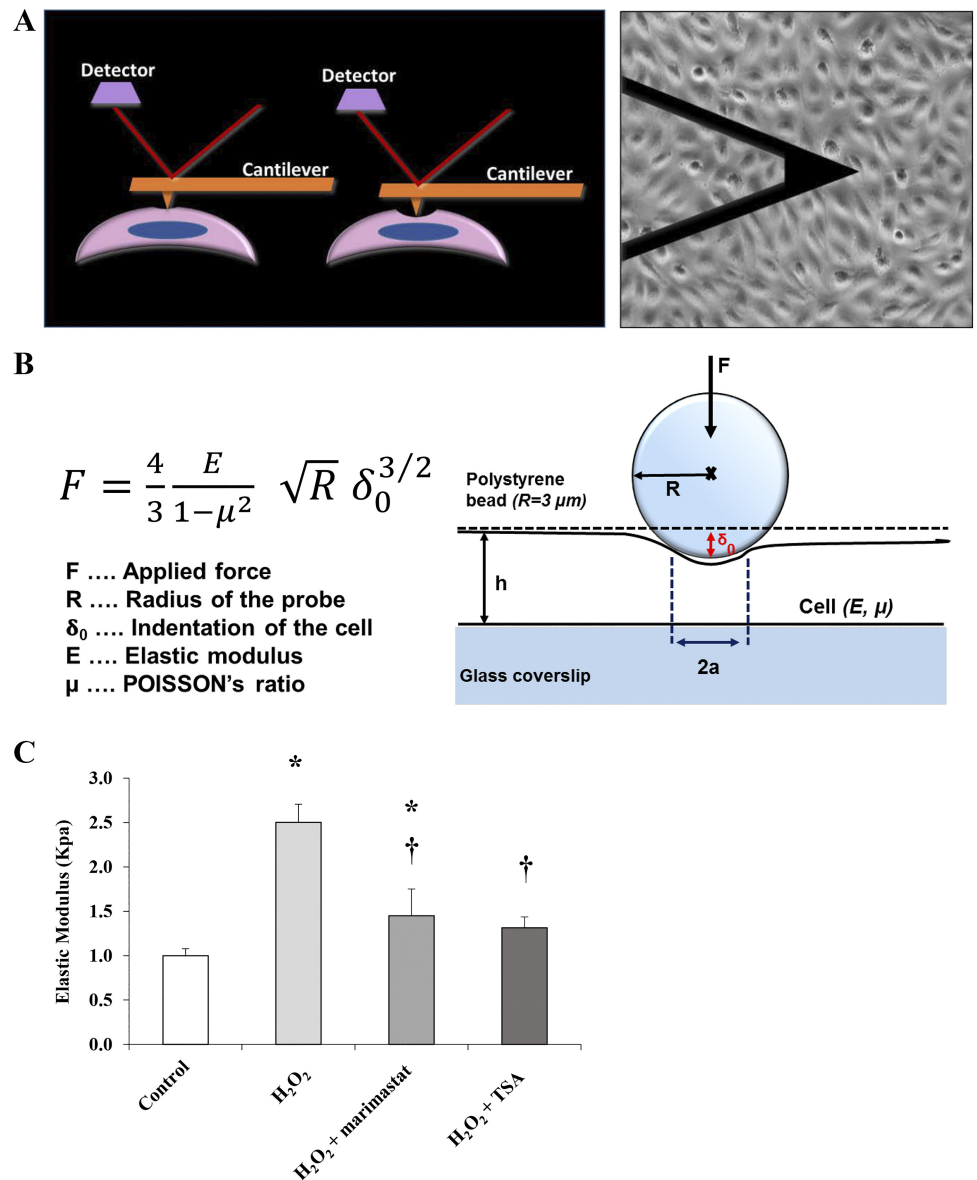 A
Detector
Cantilever
Detector
Cantilever
B
F = 4/3 E/1−μ² √R δ₀^3/2
F .... Applied force
R .... Radius of the probe
δ₀ .... Indentation of the cell
E .... Elastic modulus
μ .... POISSON's ratio
F
R
Polystyrene
bead (R=3 μm)
δ₀
h
Cell (E, μ)
2a
Glass coverslip
C
Elastic Modulus (Kpa)
3.0
2.5
2.0
1.5
1.0
0.5
0.0
*
*
†
†
Control
H₂O₂
H₂O₂ + marimastat
H₂O₂ + TSA